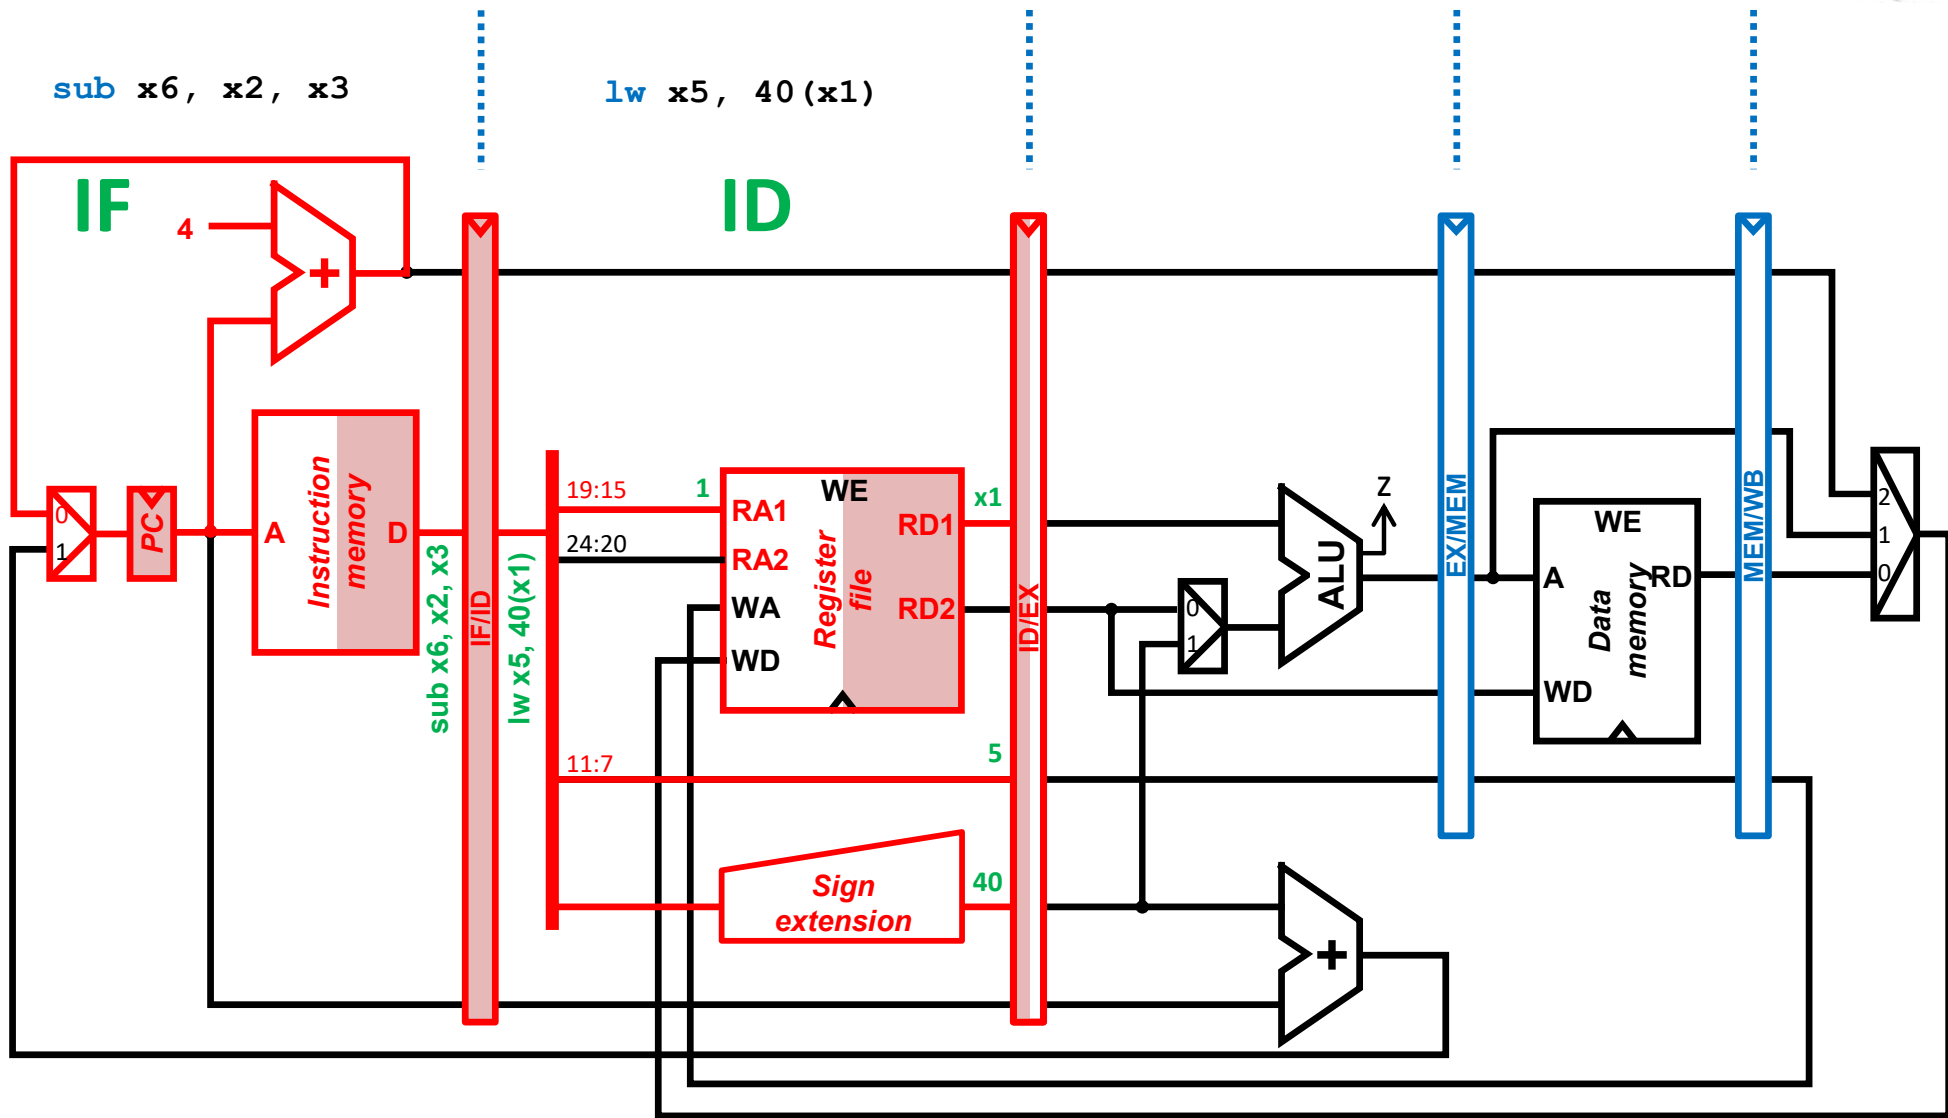 sub x6, x2, x3
lw x5, 40(x1)
IF
ID
4
+
0
1
PC
A
Instruction
memory
D
sub x6, x2, x3
IF/ID
lw x5, 40(x1)
19:15
1
24:20
11:7
RA1
RA2
WA
WD
WE
Register
file
RD1
RD2
x1
5
Sign
extension
40
ID/EX
0
1
ALU
Z
+
EX/MEM
WE
A
RD
Data
memory
WD
MEM/WB
2
1
0